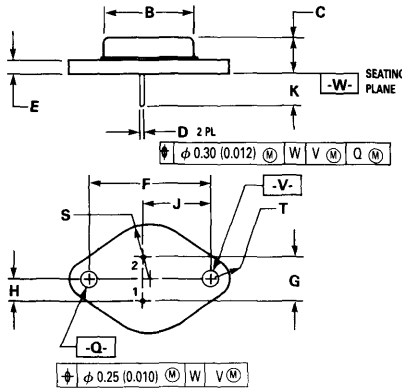 B
C
E
K
-W-
SEATING
PLANE
D 2 PL
⌖ ϕ 0.30 (0.012) Ⓜ W V Ⓜ Q Ⓜ
F
-V-
S
J
T
2
H
1
G
-Q-
⌖ ϕ 0.25 (0.010) Ⓜ W V Ⓜ